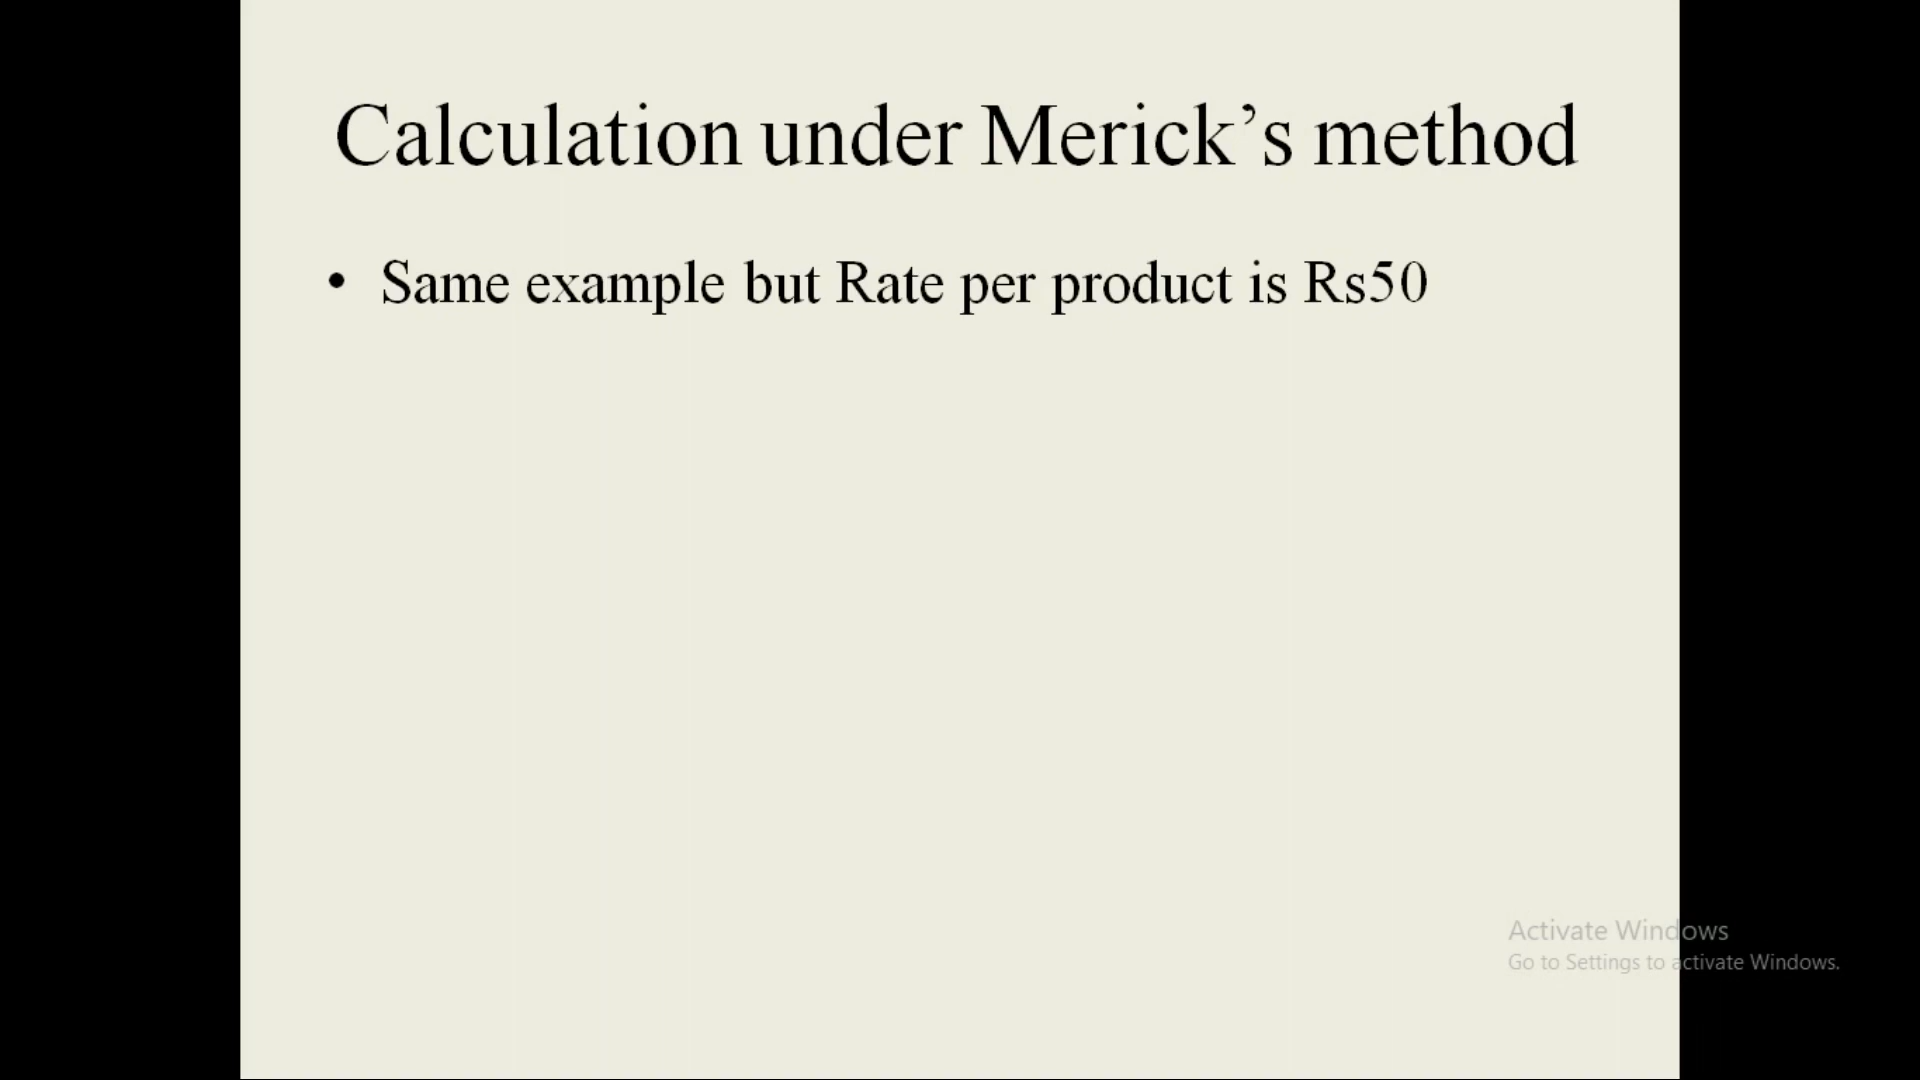 Calculation under Merick’s method
• Same example but Rate per product is Rs50
Activate Windows
Go to Settings to activate Windows.